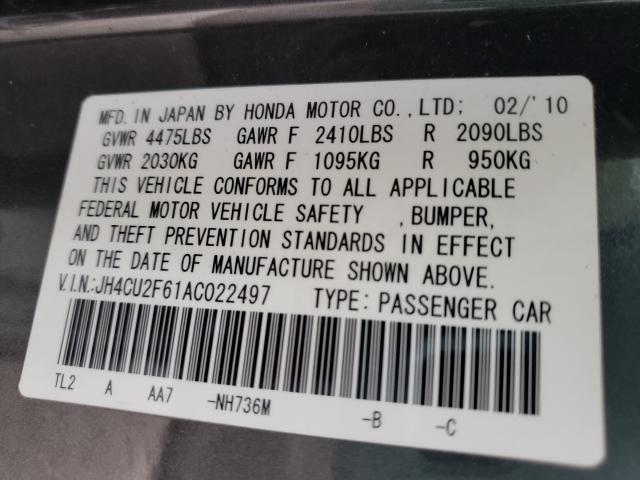 MFD. IN JAPAN BY HONDA MOTOR CO., LTD: 02/'10
GVWR 4475LBS GAWR F 2410LBS R 2090LBS
GVWR 2030KG GAWR F 1095KG R 950KG
THIS VEHICLE CONFORMS TO ALL APPLICABLE
FEDERAL MOTOR VEHICLE SAFETY , BUMPER,
AND THEFT PREVENTION STANDARDS IN EFFECT
ON THE DATE OF MANUFACTURE SHOWN ABOVE.
V.I.N.:JH4CU2F61AC022497 TYPE: PASSENGER CAR
TL2 A AA7 -NH736M -B -C